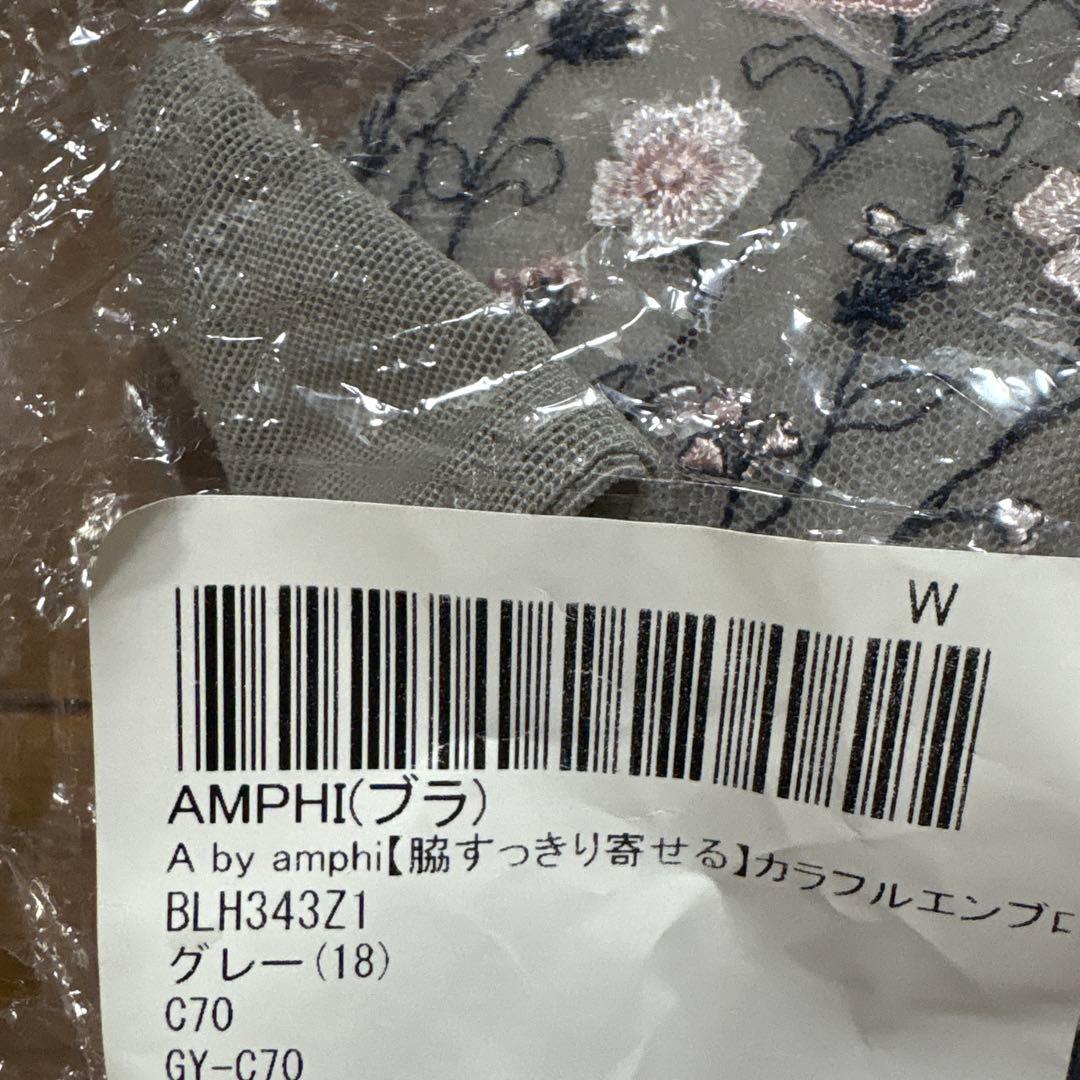 W
AMPHI(ブラ)
A by amphi【脇すっきり寄せる】カラフルエンブロ
BLH343Z1
グレー(18)
C70
GY-C70